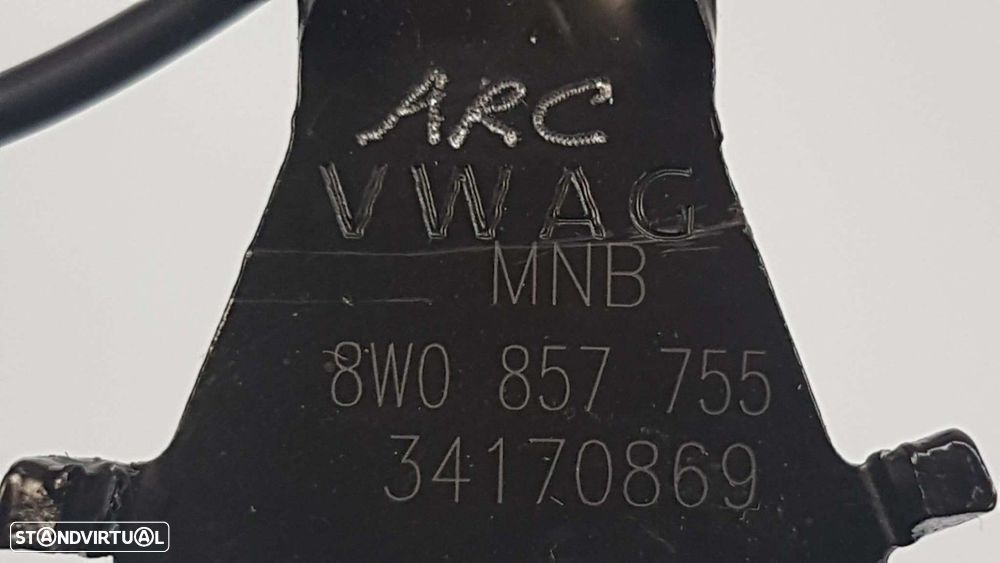 ARC
VWAG
MNB
8W0 857 755
34170869
STANDVIRTUAL